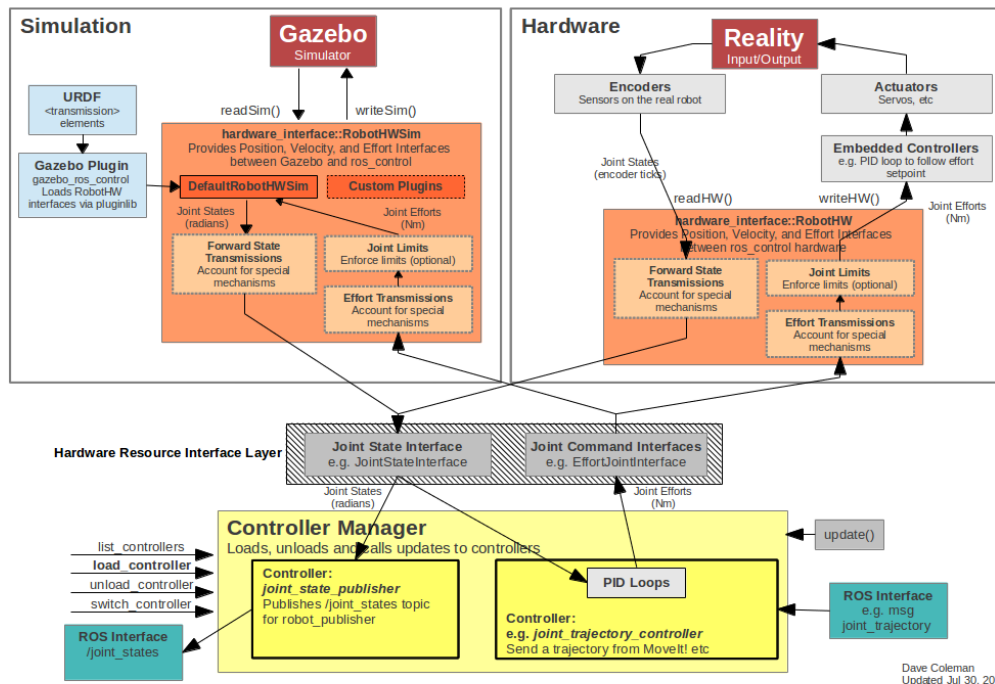 Simulation
Gazebo
Simulator
URDF
<transmission>
elements
readSim()
writeSim()
Gazebo Plugin
gazebo_ros_control
Loads RobotHW
interfaces via pluginlib
hardware_interface::RobotHWSim
Provides Position, Velocity, and Effort Interfaces
between Gazebo and ros_control
DefaultRobotHWSim
Custom Plugins
Joint States
(radians)
Joint Efforts
(Nm)
Forward State
Transmissions
Account for special
mechanisms
Joint Limits
Enforce limits (optional)
Effort Transmissions
Account for special
mechanisms
Hardware
Reality
Input/Output
Encoders
Sensors on the real robot
Actuators
Servos, etc
Embedded Controllers
e.g. PID loop to follow effort
setpoint
Joint States
(encoder ticks)
readHW()
writeHW()
Joint Efforts
(Nm)
hardware_interface::RobotHW
Provides Position, Velocity, and Effort Interfaces
between ros_control hardware
Forward State
Transmissions
Account for special
mechanisms
Joint Limits
Enforce limits (optional)
Effort Transmissions
Account for special
mechanisms
Hardware Resource Interface Layer
Joint State Interface
e.g. JointStateInterface
Joint Command Interfaces
e.g. EffortJointInterface
Joint States
(radians)
Joint Efforts
(Nm)
Controller Manager
Loads, unloads and calls updates to controllers
update()
list_controllers
load_controller
unload_controller
switch_controller
Controller:
joint_state_publisher
Publishes /joint_states topic
for robot_publisher
PID Loops
Controller:
e.g. joint_trajectory_controller
Send a trajectory from MoveIt! etc
ROS Interface
/joint_states
ROS Interface
e.g. msg
joint_trajectory
Dave Coleman
Updated Jul 30, 20